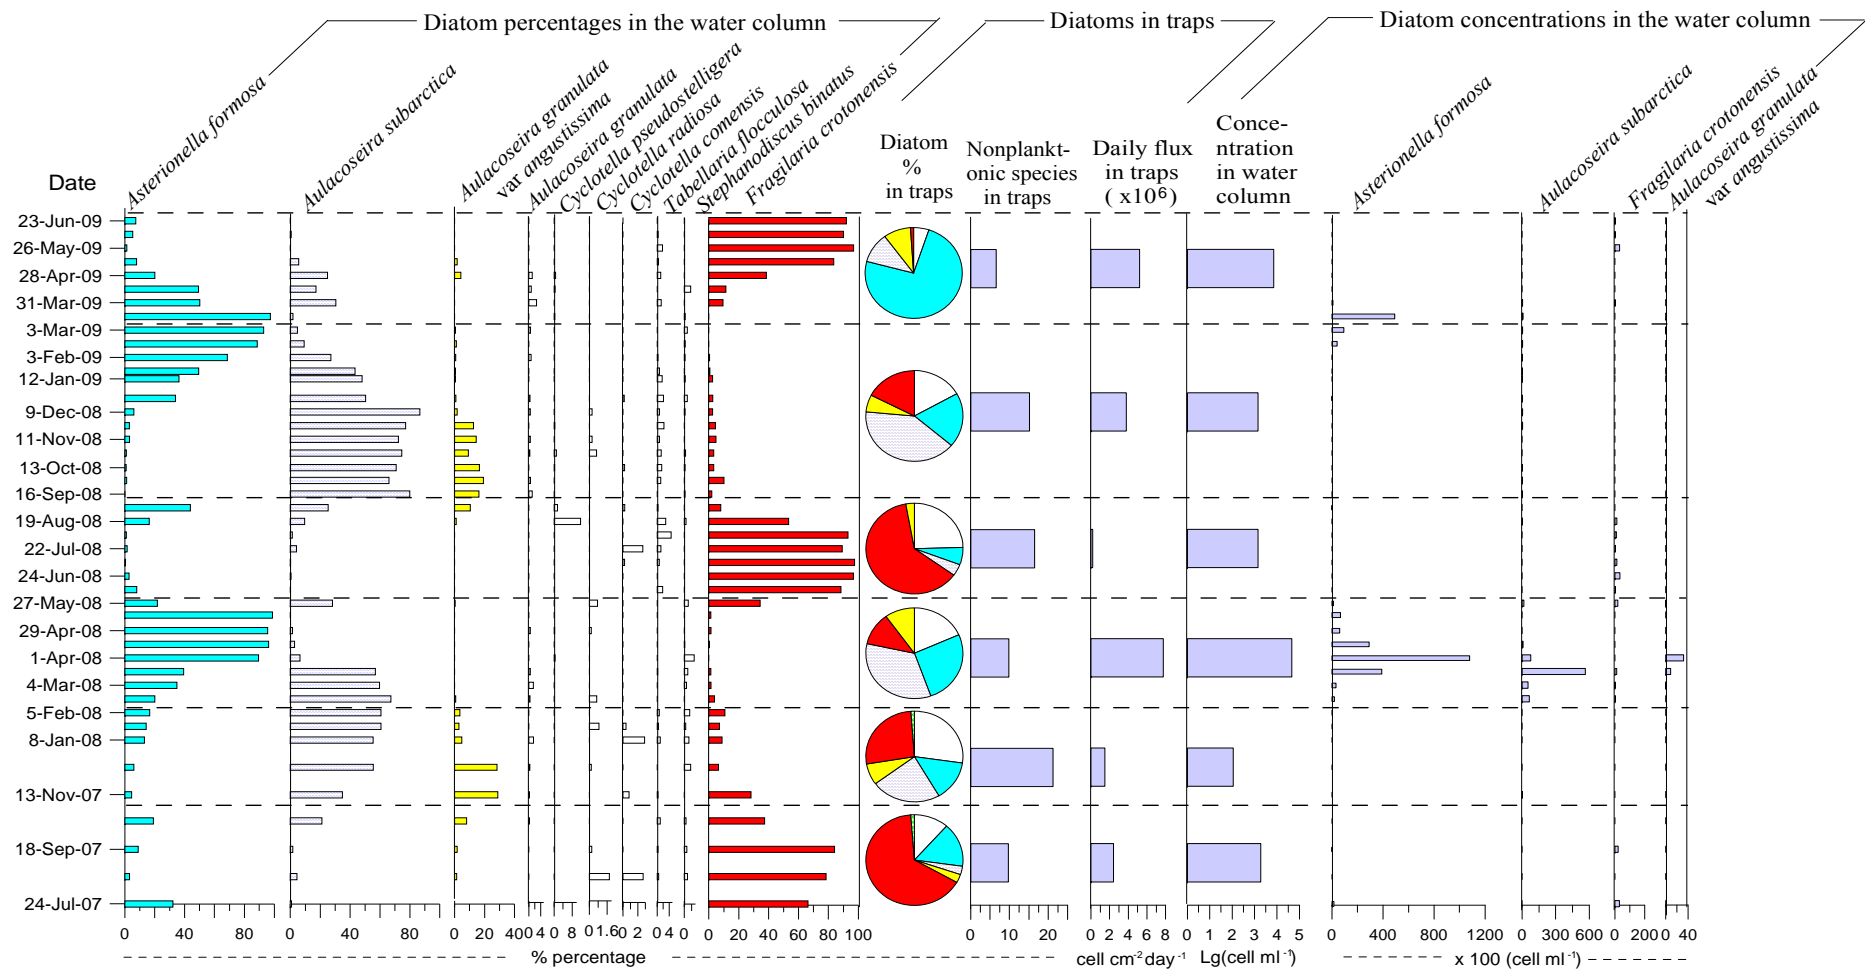 Diatom percentages in the water column
Diatoms in traps
Diatom concentrations in the water column
Asterionella formosa
Aulacoseira subarctica
Aulacoseira granulata
var angustissima
Aulacoseira granulata
Cyclotella pseudostelligera
Cyclotella radiosa
Cyclotella comensis
Tabellaria flocculosa
Stephanodiscus binatus
Fragilaria crotonensis
Diatom
%
in traps
Nonplankt-
onic species
in traps
Daily flux
in traps
( x10⁶)
Conce-
ntration
in water
column
Asterionella formosa
Aulacoseira subarctica
Fragilaria crotonensis
Aulacoseira granulata
var angustissima
Date
23-Jun-09
26-May-09
28-Apr-09
31-Mar-09
3-Mar-09
3-Feb-09
12-Jan-09
9-Dec-08
11-Nov-08
13-Oct-08
16-Sep-08
19-Aug-08
22-Jul-08
24-Jun-08
27-May-08
29-Apr-08
1-Apr-08
4-Mar-08
5-Feb-08
8-Jan-08
13-Nov-07
18-Sep-07
24-Jul-07
0 40 80 0 40 80 0 20 40 0 4 0 8 0 1.6 0 2 0 4 0 0 20 40 60 80 100 0 10 20 0 2 4 6 8 0 1 2 3 4 5 0 400 800 1200 0 300 600 0 200 0 40
% percentage cell cm⁻² day⁻¹ Lg(cell ml⁻¹) x 100 (cell ml⁻¹)